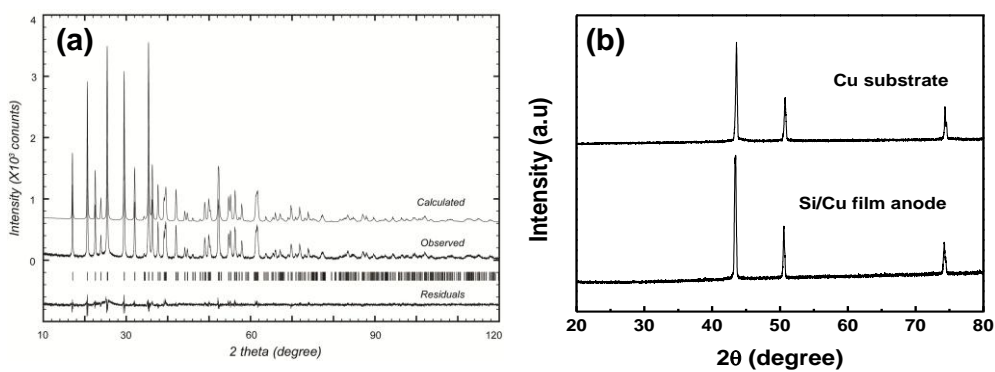 (a)
Intensity (X10³ conunts)
4
3
2
1
0
Calculated
Observed
Residuals
10
30
60
90
120
2 theta (degree)
(b)
Intensity (a.u)
Cu substrate
Si/Cu film anode
20
30
40
50
60
70
80
2θ (degree)